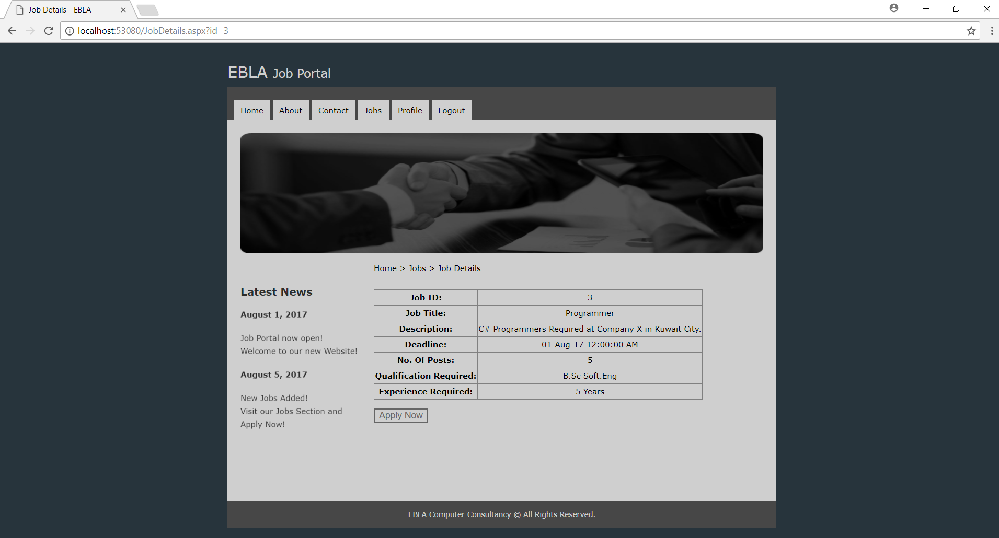 Job Details - EBLA
localhost:53080/JobDetails.aspx?id=3
EBLA Job Portal
Home About Contact Jobs Profile Logout
Home > Jobs > Job Details
Latest News
August 1, 2017
Job Portal now open!
Welcome to our new Website!
August 5, 2017
New Jobs Added!
Visit our Jobs Section and
Apply Now!
Job ID: 3
Job Title: Programmer
Description: C# Programmers Required at Company X in Kuwait City.
Deadline: 01-Aug-17 12:00:00 AM
No. Of Posts: 5
Qualification Required: B.Sc Soft.Eng
Experience Required: 5 Years
Apply Now
EBLA Computer Consultancy © All Rights Reserved.